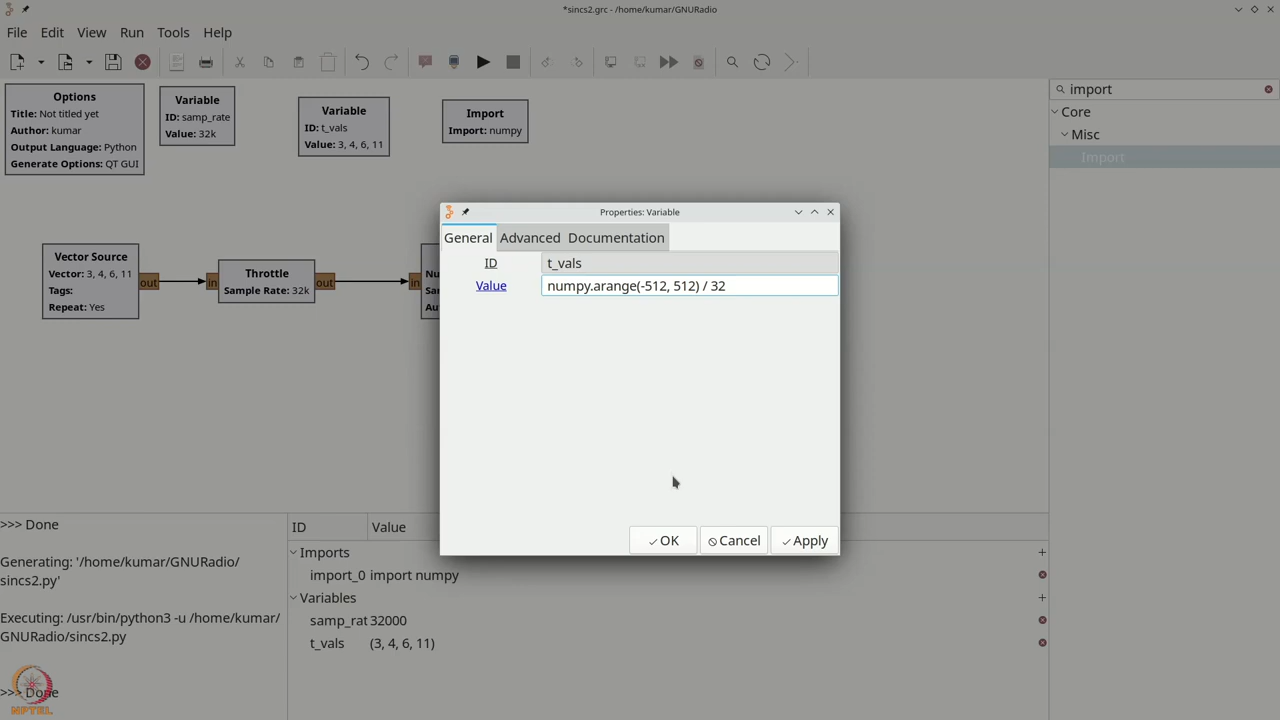 *sincs2.grc - /home/kumar/GNURadio
File Edit View Run Tools Help
Options
Title: Not titled yet
Author: kumar
Output Language: Python
Generate Options: QT GUI
Variable
ID: samp_rate
Value: 32k
Variable
ID: t_vals
Value: 3, 4, 6, 11
Import
Import: numpy
import
Core
Misc
Import
Vector Source
Vector: 3, 4, 6, 11
Tags:
Repeat: Yes
out
in
Throttle
Sample Rate: 32k
out
in
Nu
Sar
Au
Properties: Variable
General Advanced Documentation
ID t_vals
Value numpy.arange(-512, 512) / 32
OK Cancel Apply
>>> Done
Generating: '/home/kumar/GNURadio/
sincs2.py'
Executing: /usr/bin/python3 -u /home/kumar/
GNURadio/sincs2.py
>>> Done
NPTEL
ID Value
Imports
import_0 import numpy
Variables
samp_rat 32000
t_vals (3, 4, 6, 11)